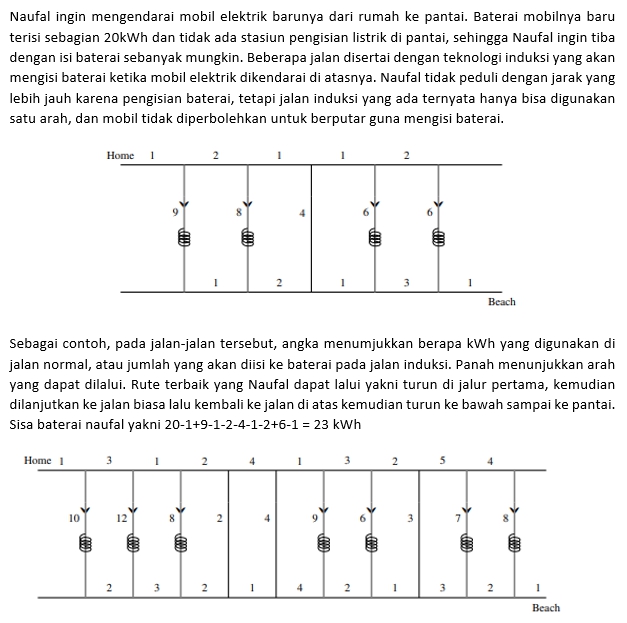 Naufal ingin mengendarai mobil elektrik barunya dari rumah ke pantai. Baterai mobilnya baru
terisi sebagian 20kWh dan tidak ada stasiun pengisian listrik di pantai, sehingga Naufal ingin tiba
dengan isi baterai sebanyak mungkin. Beberapa jalan disertai dengan teknologi induksi yang akan
mengisi baterai ketika mobil elektrik dikendarai di atasnya. Naufal tidak peduli dengan jarak yang
lebih jauh karena pengisian baterai, tetapi jalan induksi yang ada ternyata hanya bisa digunakan
satu arah, dan mobil tidak diperbolehkan untuk berputar guna mengisi baterai.
Home 1 2 1 1 2
9 8 4 6 6
1 2 1 3 1
Beach
Sebagai contoh, pada jalan-jalan tersebut, angka menumjukkan berapa kWh yang digunakan di
jalan normal, atau jumlah yang akan diisi ke baterai pada jalan induksi. Panah menunjukkan arah
yang dapat dilalui. Rute terbaik yang Naufal dapat lalui yakni turun di jalur pertama, kemudian
dilanjutkan ke jalan biasa lalu kembali ke jalan di atas kemudian turun ke bawah sampai ke pantai.
Sisa baterai naufal yakni 20-1+9-1-2-4-1-2+6-1 = 23 kWh
Home 1 3 1 2 4 1 3 2 5 4
10 12 8 2 4 9 6 3 7 8
2 3 2 1 4 2 1 3 2 1
Beach